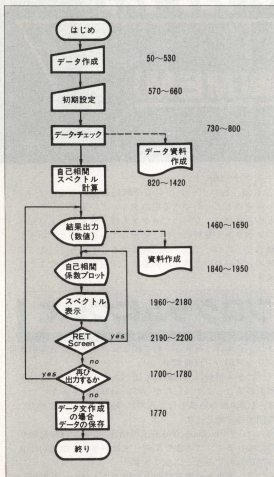 はじめ
データ作成
50～530
初期設定
570～660
データ・チェック
730～800
データ資料
作成
自己相関
スペクトル
計算
820～1420
結果出力
(数値)
1460～1690
資料作成
自己相関
係数プロット
1840～1950
スペクトル
表示
1960～2180
RET
Screen
yes
2190～2200
no
再び
出力するか
yes
1700～1780
no
データ文作成
の場合
データの保存
1770
終り